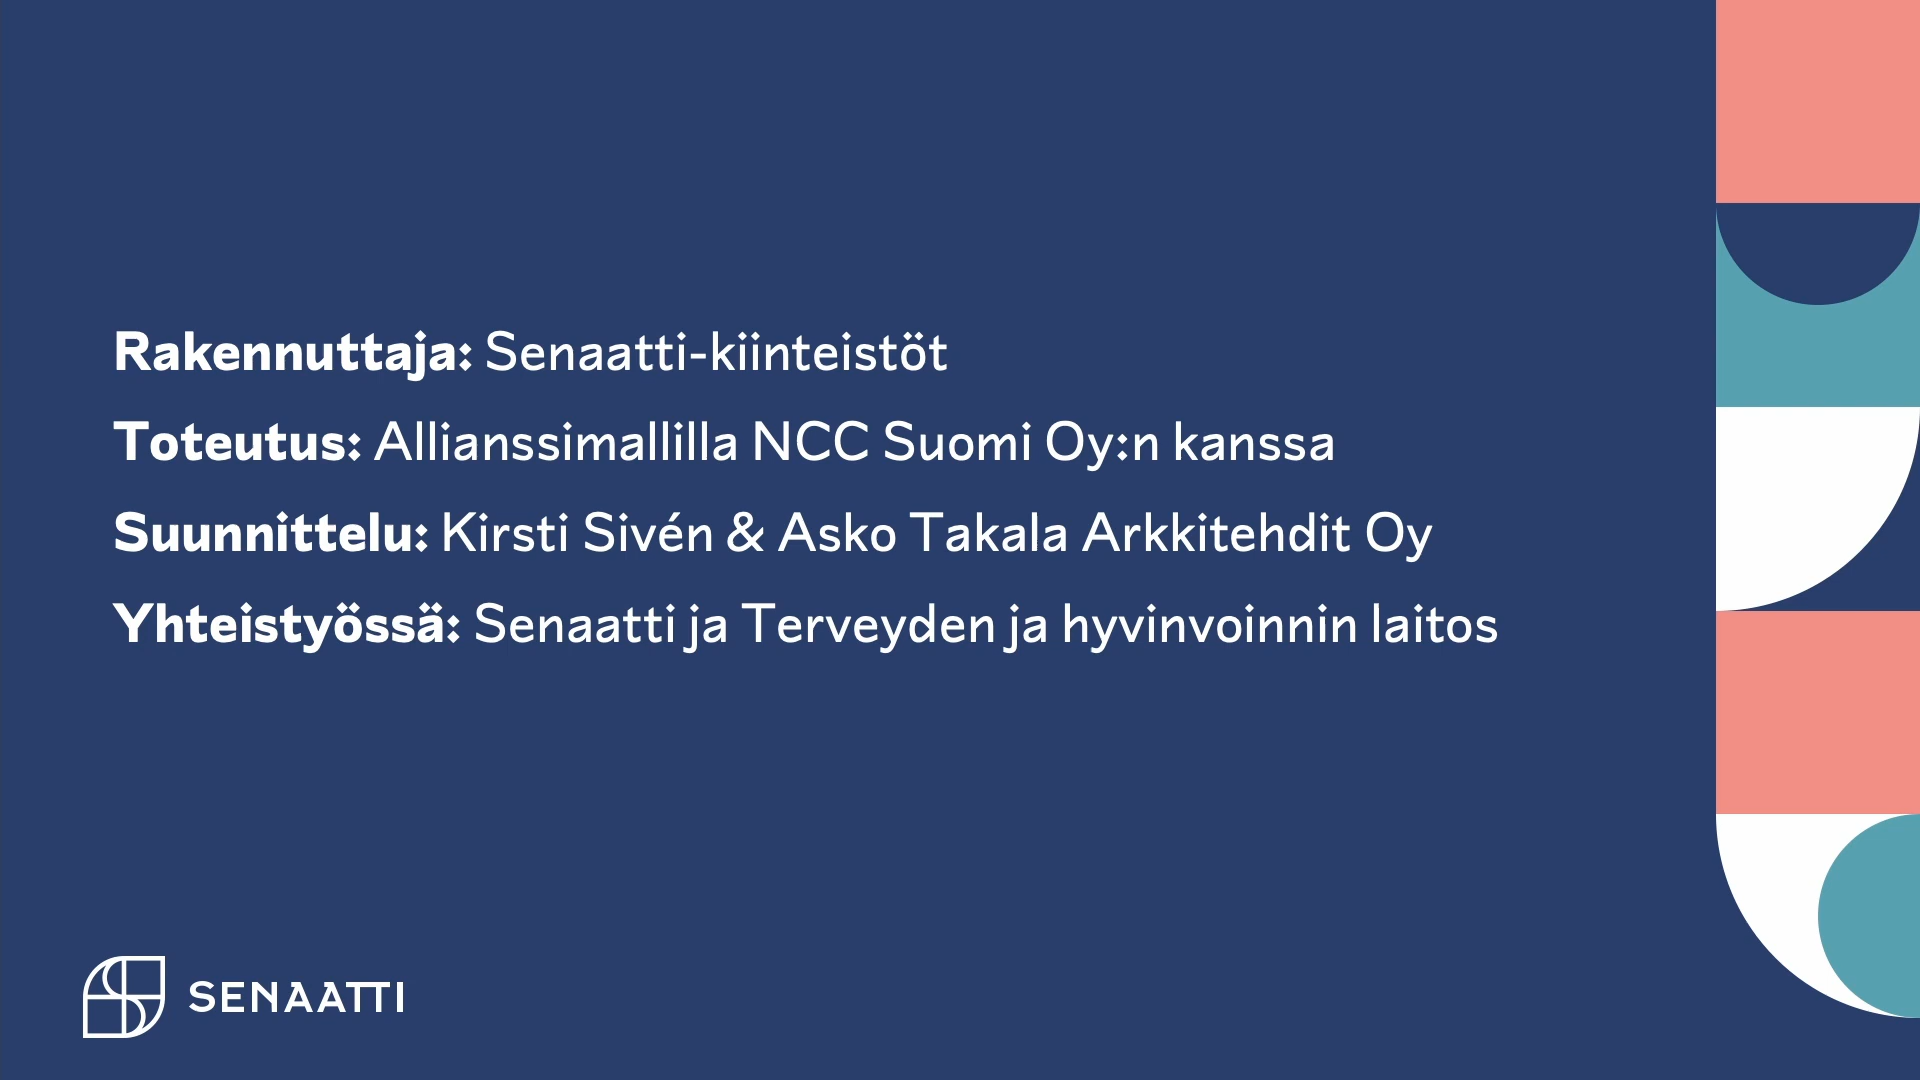 Rakennuttaja: Senaatti-kiinteistöt
Toteutus: Allianssimallilla NCC Suomi Oy:n kanssa
Suunnittelu: Kirsti Sivén & Asko Takala Arkkitehdit Oy
Yhteistyössä: Senaatti ja Terveyden ja hyvinvoinnin laitos
SENAATTI